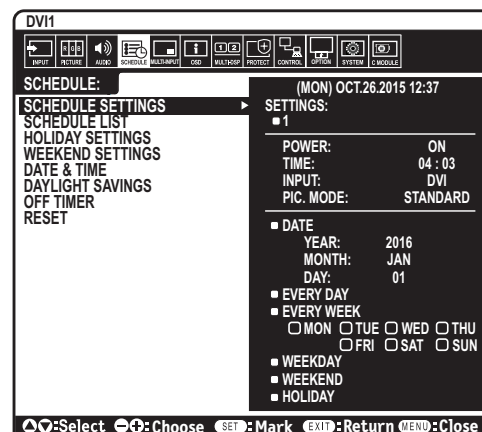 DVI1
INPUT PICTURE AUDIO SCHEDULE MULTI-INPUT OSD MULTI-DSP PROTECT CONTROL OPTION SYSTEM C MODULE
SCHEDULE:
SCHEDULE SETTINGS
SCHEDULE LIST
HOLIDAY SETTINGS
WEEKEND SETTINGS
DATE & TIME
DAYLIGHT SAVINGS
OFF TIMER
RESET
(MON) OCT.26.2015 12:37
SETTINGS:
1
POWER: ON
TIME: 04 : 03
INPUT: DVI
PIC. MODE: STANDARD
DATE
YEAR: 2016
MONTH: JAN
DAY: 01
EVERY DAY
EVERY WEEK
MON TUE WED THU
FRI SAT SUN
WEEKDAY
WEEKEND
HOLIDAY
:Select :Choose SET:Mark EXIT:Return MENU:Close